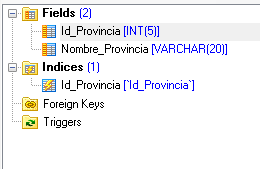 Fields (2)
Id_Provincia [INT(5)]
Nombre_Provincia [VARCHAR(20)]
Indices (1)
Id_Provincia [`Id_Provincia`]
Foreign Keys
Triggers